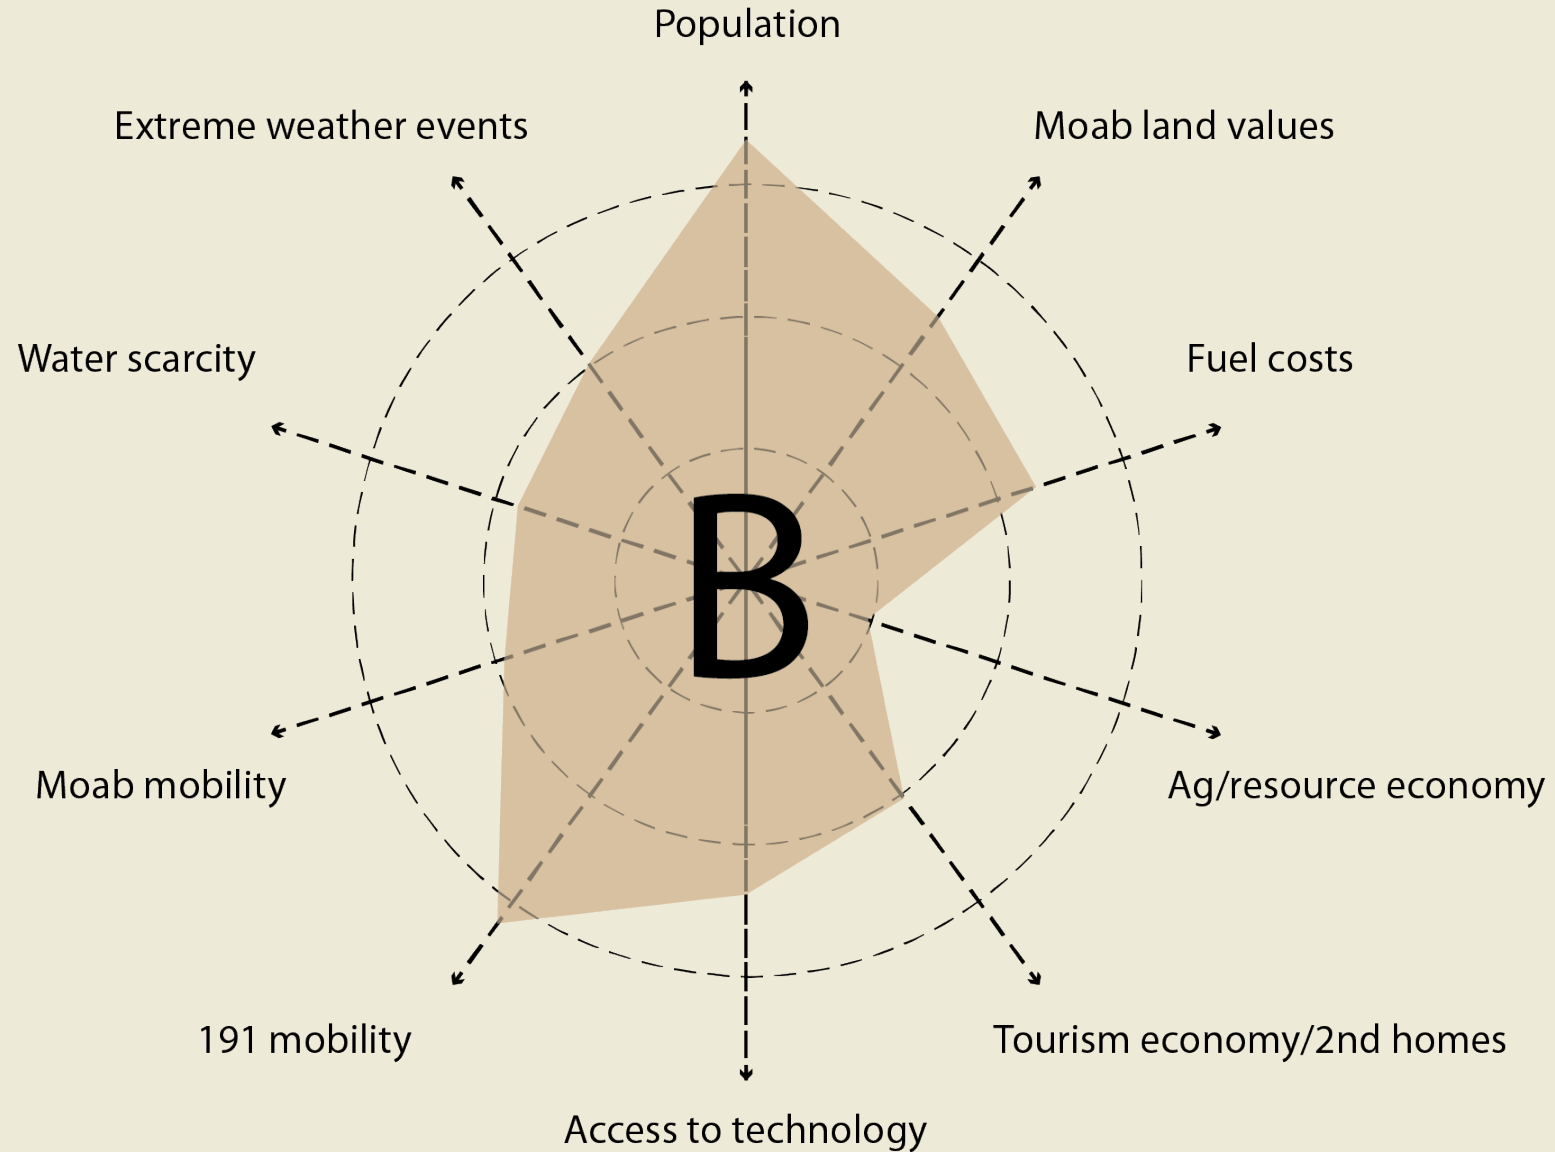 Population
Extreme weather events
Moab land values
Water scarcity
Fuel costs
B
Moab mobility
Ag/resource economy
191 mobility
Tourism economy/2nd homes
Access to technology